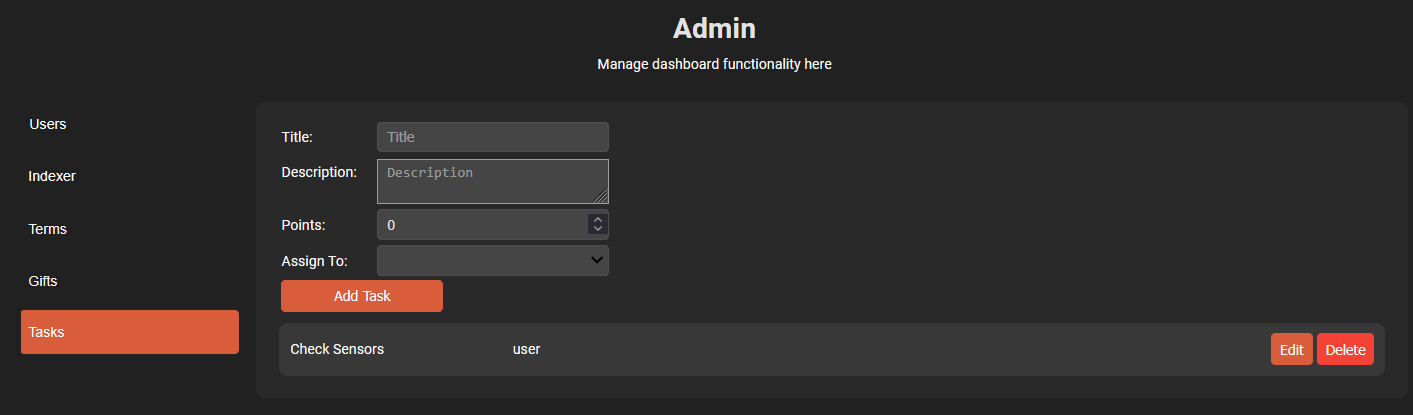 Admin
Manage dashboard functionality here
Users
Indexer
Terms
Gifts
Tasks
Title: Title
Description: Description
Points: 0
Assign To:
Add Task
Check Sensors user Edit Delete